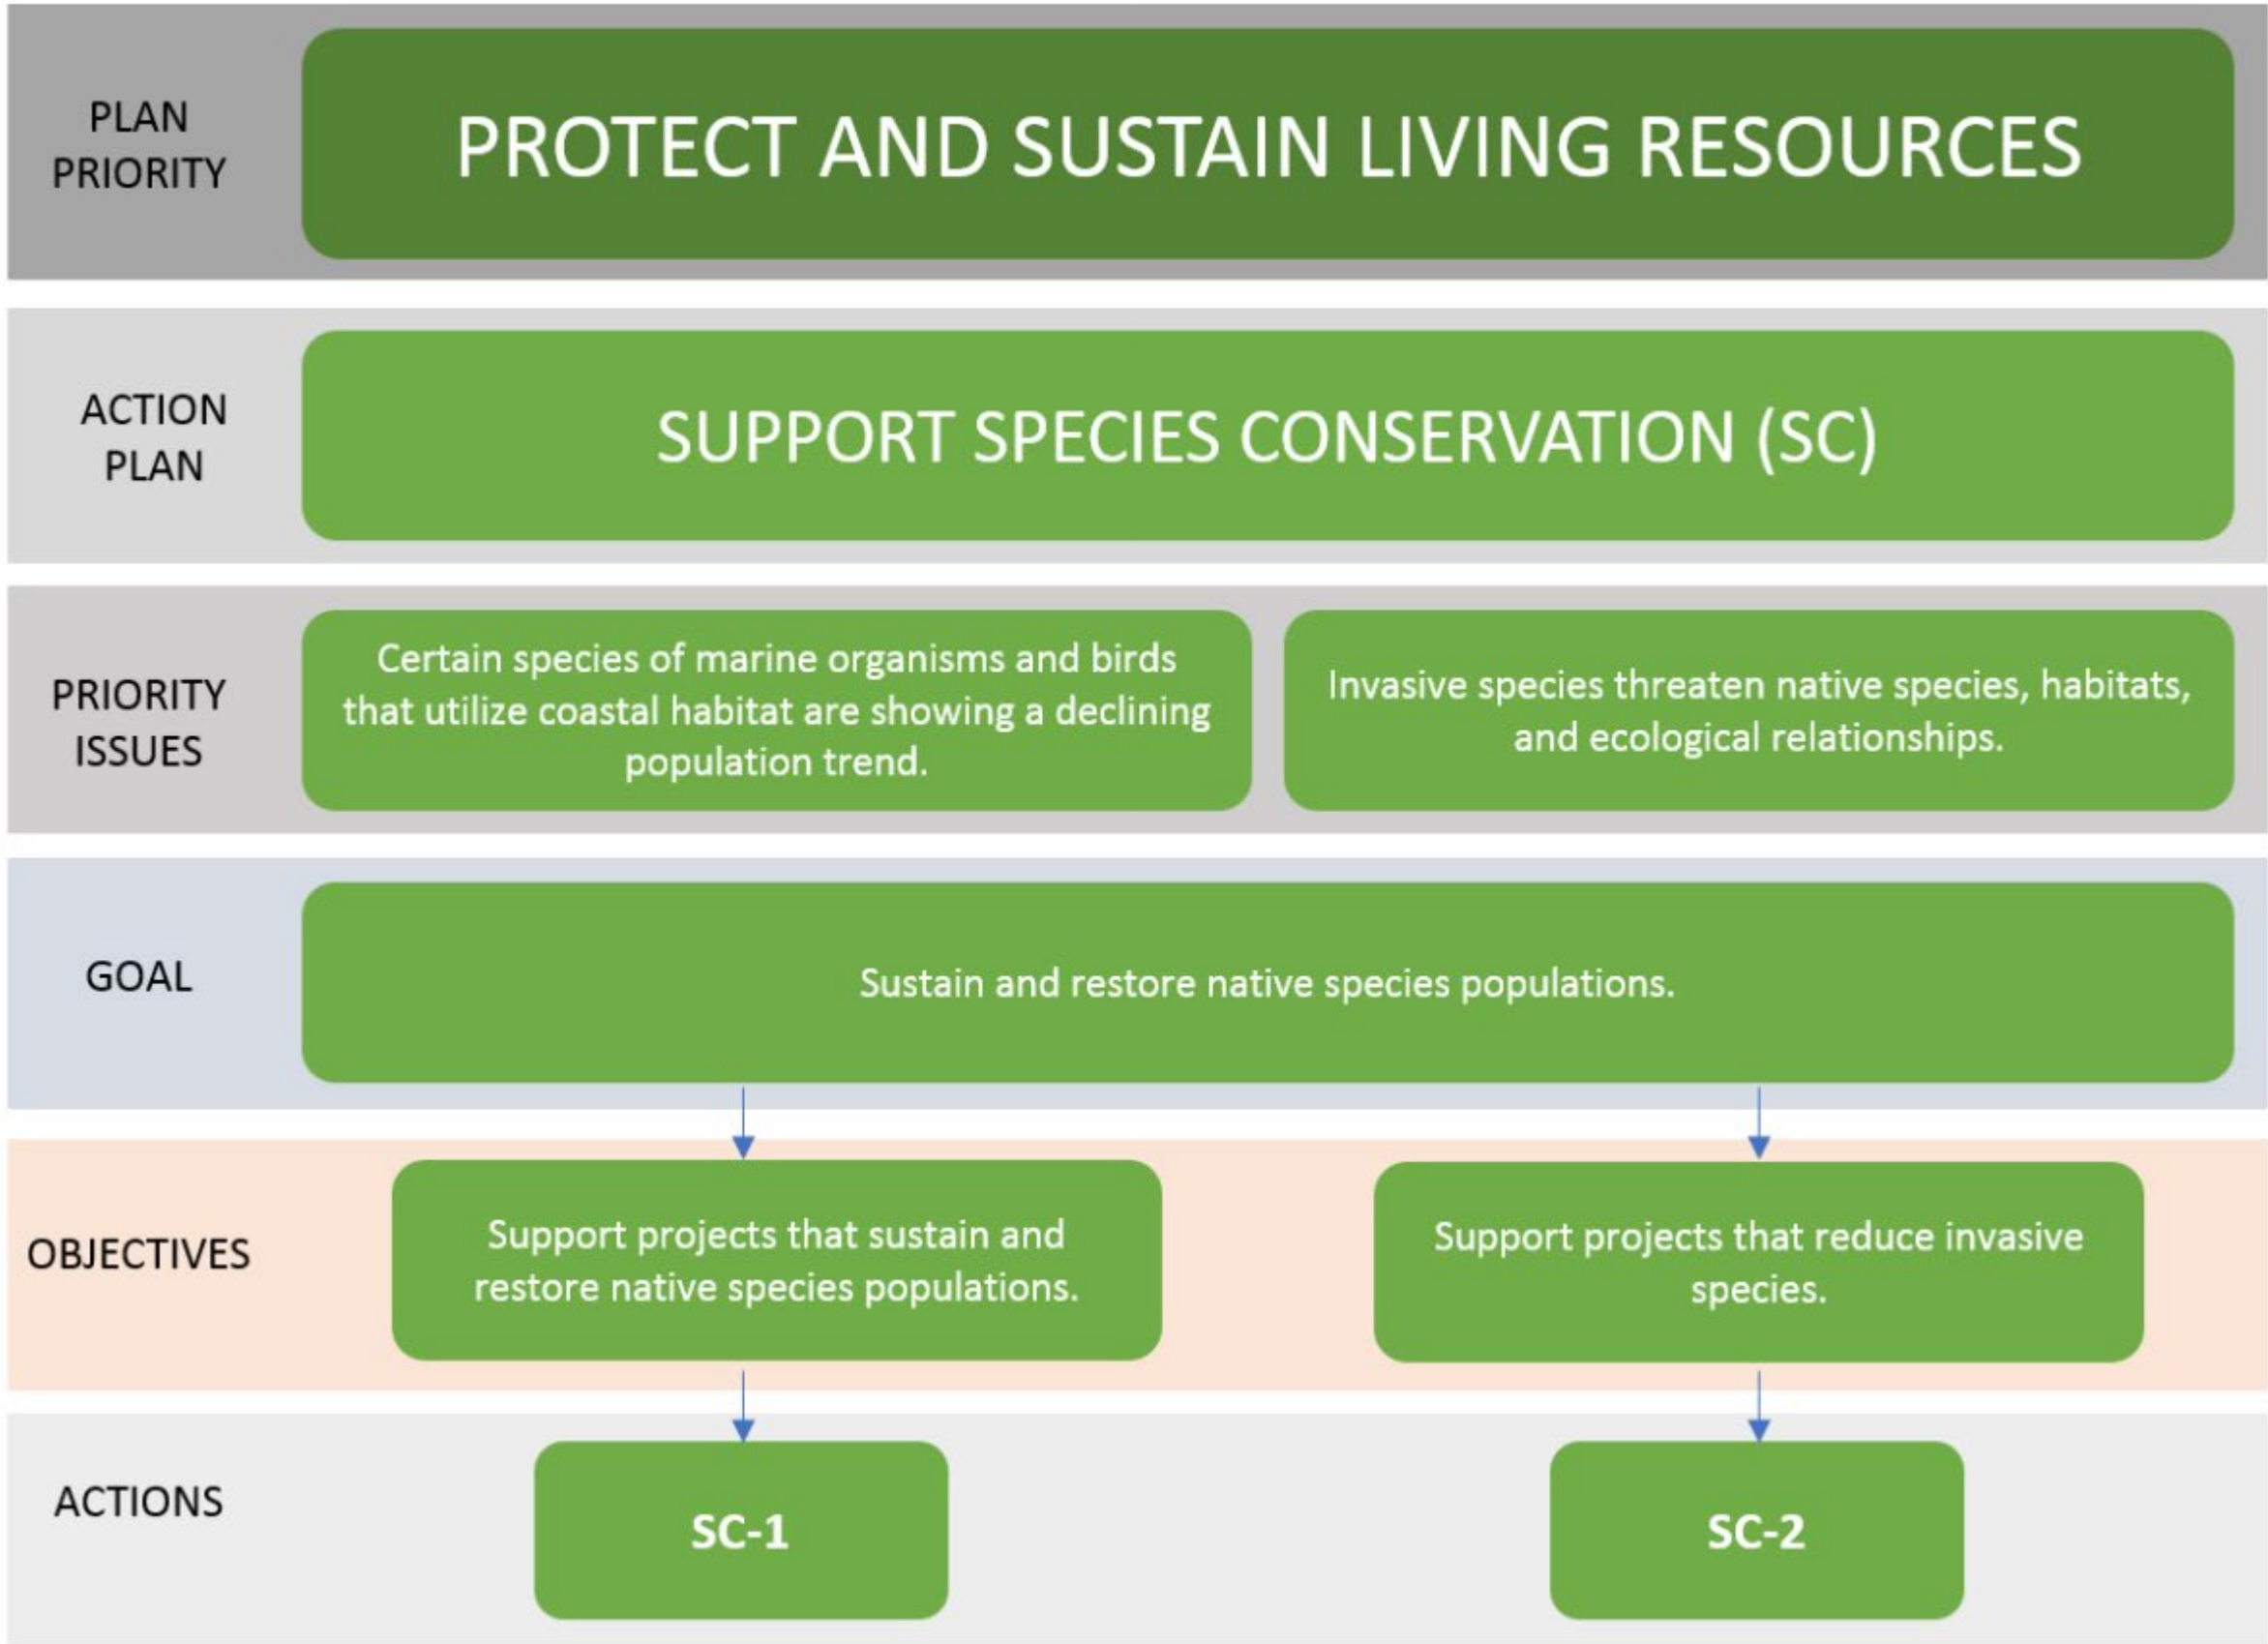 PLAN
PRIORITY
PROTECT AND SUSTAIN LIVING RESOURCES
ACTION
PLAN
SUPPORT SPECIES CONSERVATION (SC)
PRIORITY
ISSUES
Certain species of marine organisms and birds
that utilize coastal habitat are showing a declining
population trend.
Invasive species threaten native species, habitats,
and ecological relationships.
GOAL
Sustain and restore native species populations.
OBJECTIVES
Support projects that sustain and
restore native species populations.
Support projects that reduce invasive
species.
ACTIONS
SC-1
SC-2